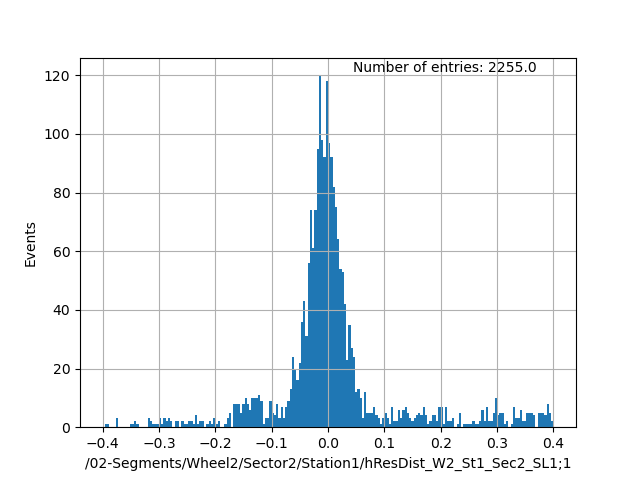 Number of entries: 2255.0
120
100
80
60
40
20
0
Events
−0.4 −0.3 −0.2 −0.1 0.0 0.1 0.2 0.3 0.4
/02-Segments/Wheel2/Sector2/Station1/hResDist_W2_St1_Sec2_SL1;1